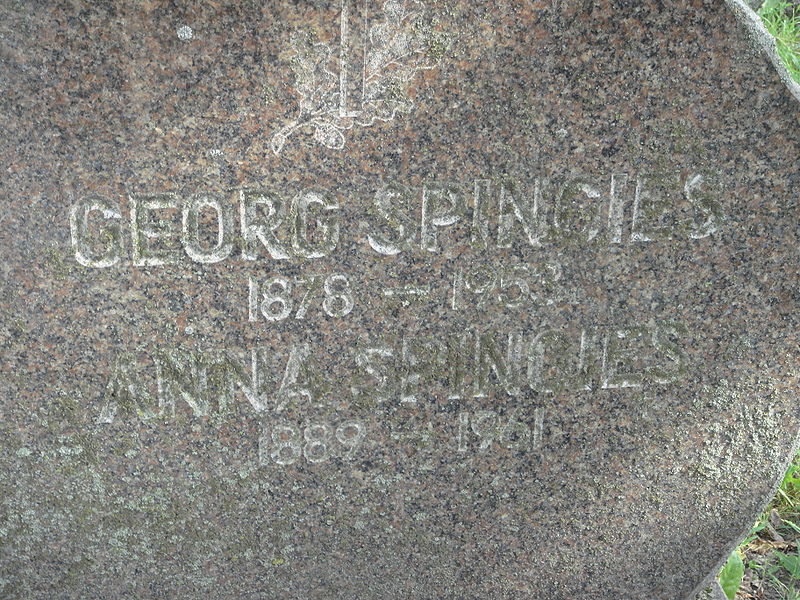 GEORG SPINGIES
1878 – 1953
ANNA SPINGIES
1889 – 1961